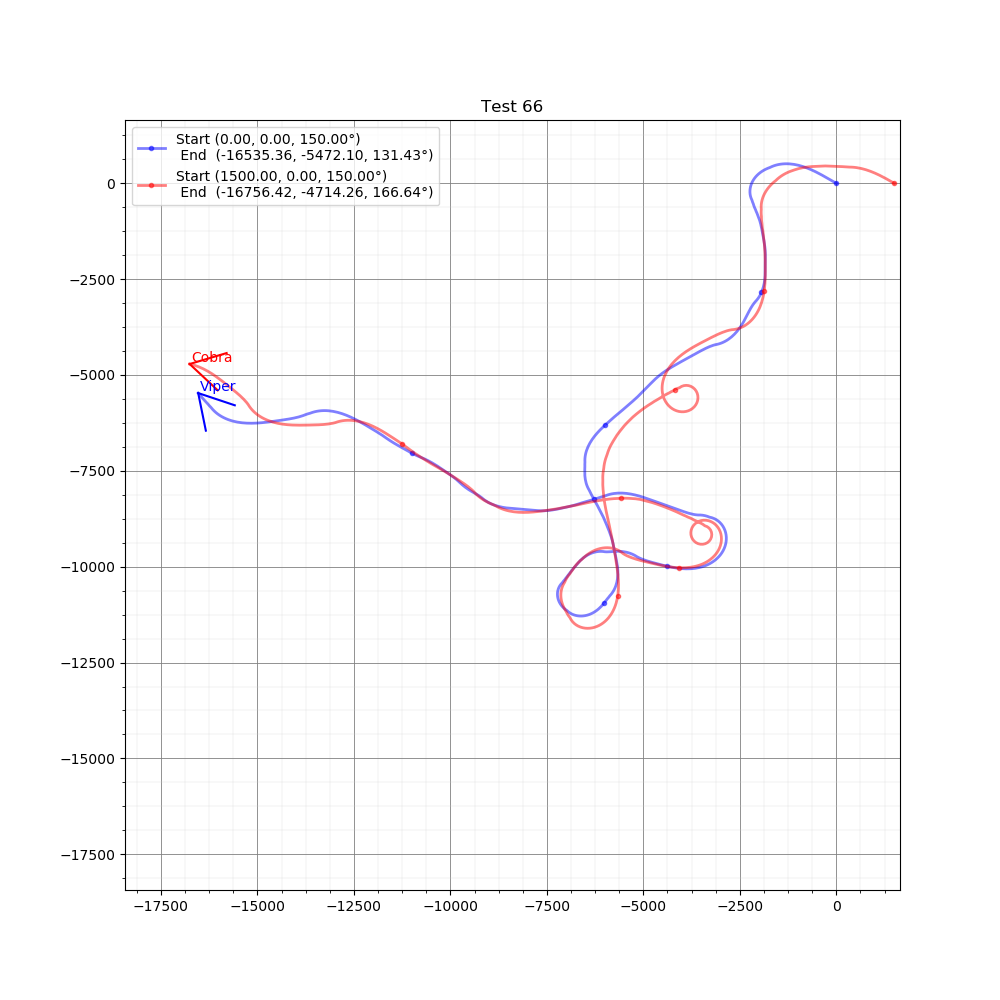 Test 66
Start (0.00, 0.00, 150.00°)
End  (-16535.36, -5472.10, 131.43°)
Start (1500.00, 0.00, 150.00°)
End  (-16756.42, -4714.26, 166.64°)
0
−2500
−5000
−7500
−10000
−12500
−15000
−17500
Cobra
Viper
−17500 −15000 −12500 −10000 −7500 −5000 −2500 0